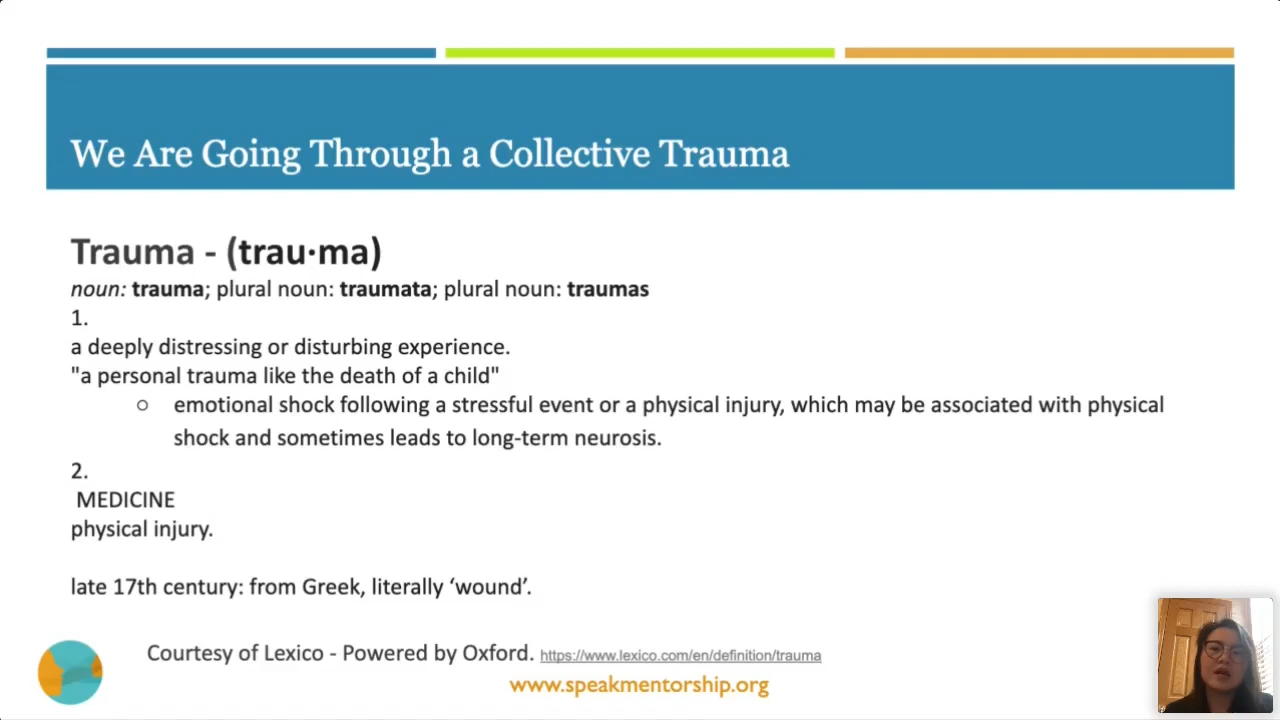 We Are Going Through a Collective Trauma
Trauma - (trau·ma)
noun: trauma; plural noun: traumata; plural noun: traumas
1.
a deeply distressing or disturbing experience.
"a personal trauma like the death of a child"
○ emotional shock following a stressful event or a physical injury, which may be associated with physical
shock and sometimes leads to long-term neurosis.
2.
MEDICINE
physical injury.
late 17th century: from Greek, literally ‘wound’.
Courtesy of Lexico - Powered by Oxford. https://www.lexico.com/en/definition/trauma
www.speakmentorship.org